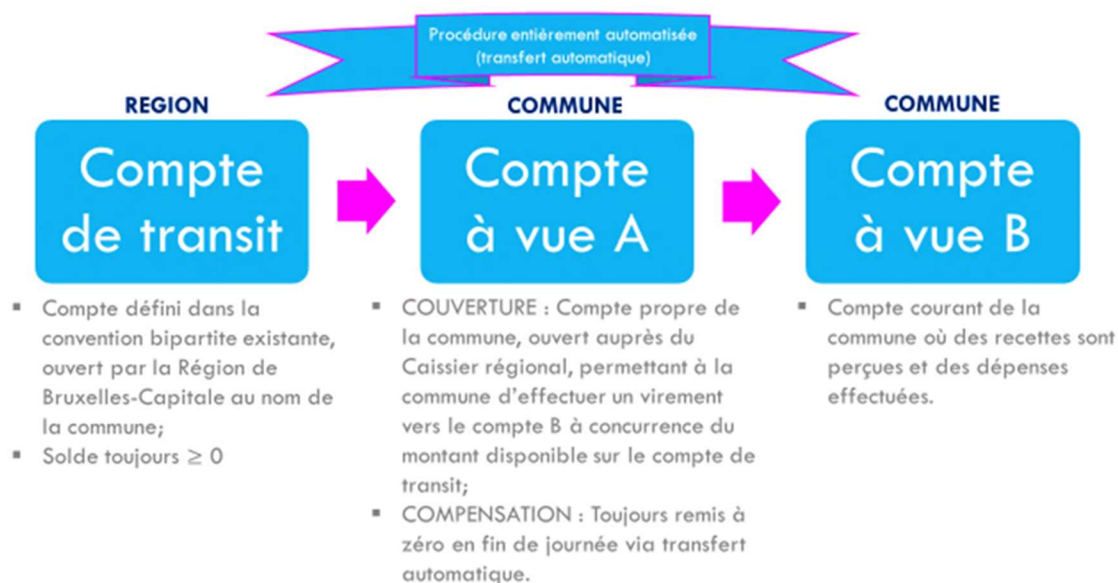 Procédure entièrement automatisée
(transfert automatique)
REGION
Compte
de transit
▪ Compte défini dans la
convention bipartite existante,
ouvert par la Région de
Bruxelles-Capitale au nom de
la commune;
▪ Solde toujours ≥ 0
COMMUNE
Compte
à vue A
▪ COUVERTURE : Compte propre de
la commune, ouvert auprès du
Caissier régional, permettant à la
commune d'effectuer un virement
vers le compte B à concurrence du
montant disponible sur le compte de
transit;
▪ COMPENSATION : Toujours remis à
zéro en fin de journée via transfert
automatique.
COMMUNE
Compte
à vue B
▪ Compte courant de la
commune où des recettes sont
perçues et des dépenses
effectuées.